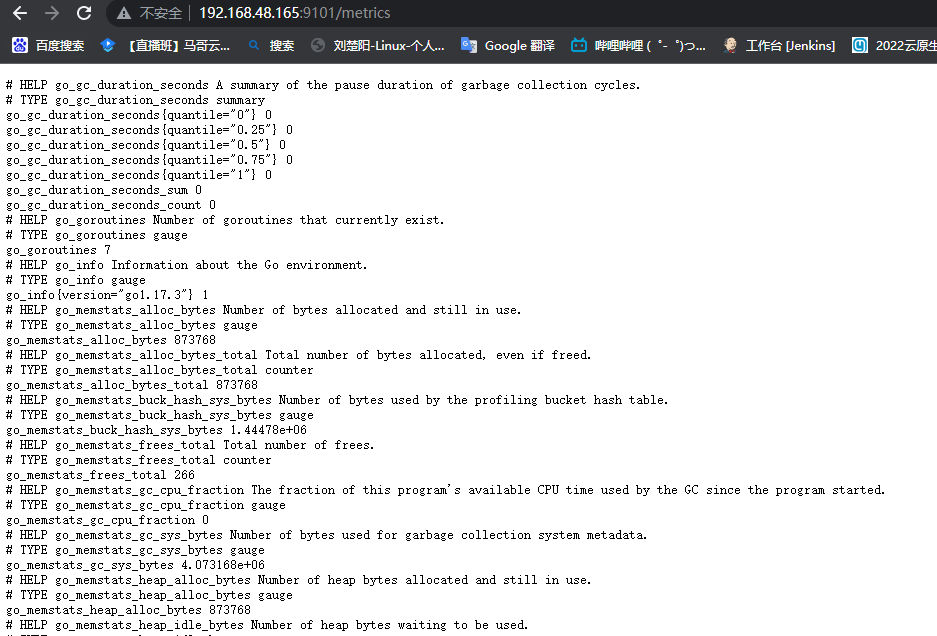 不安全 192.168.48.165:9101/metrics
百度搜索 【直播班】马哥云... 搜索 刘楚阳-Linux-个人... Google 翻译 哔哩哔哩 ( ゜- ゜)つ... 工作台 [Jenkins] 2022云原生
# HELP go_gc_duration_seconds A summary of the pause duration of garbage collection cycles.
# TYPE go_gc_duration_seconds summary
go_gc_duration_seconds{quantile="0"} 0
go_gc_duration_seconds{quantile="0.25"} 0
go_gc_duration_seconds{quantile="0.5"} 0
go_gc_duration_seconds{quantile="0.75"} 0
go_gc_duration_seconds{quantile="1"} 0
go_gc_duration_seconds_sum 0
go_gc_duration_seconds_count 0
# HELP go_goroutines Number of goroutines that currently exist.
# TYPE go_goroutines gauge
go_goroutines 7
# HELP go_info Information about the Go environment.
# TYPE go_info gauge
go_info{version="go1.17.3"} 1
# HELP go_memstats_alloc_bytes Number of bytes allocated and still in use.
# TYPE go_memstats_alloc_bytes gauge
go_memstats_alloc_bytes 873768
# HELP go_memstats_alloc_bytes_total Total number of bytes allocated, even if freed.
# TYPE go_memstats_alloc_bytes_total counter
go_memstats_alloc_bytes_total 873768
# HELP go_memstats_buck_hash_sys_bytes Number of bytes used by the profiling bucket hash table.
# TYPE go_memstats_buck_hash_sys_bytes gauge
go_memstats_buck_hash_sys_bytes 1.44478e+06
# HELP go_memstats_frees_total Total number of frees.
# TYPE go_memstats_frees_total counter
go_memstats_frees_total 266
# HELP go_memstats_gc_cpu_fraction The fraction of this program's available CPU time used by the GC since the program started.
# TYPE go_memstats_gc_cpu_fraction gauge
go_memstats_gc_cpu_fraction 0
# HELP go_memstats_gc_sys_bytes Number of bytes used for garbage collection system metadata.
# TYPE go_memstats_gc_sys_bytes gauge
go_memstats_gc_sys_bytes 4.073168e+06
# HELP go_memstats_heap_alloc_bytes Number of heap bytes allocated and still in use.
# TYPE go_memstats_heap_alloc_bytes gauge
go_memstats_heap_alloc_bytes 873768
# HELP go_memstats_heap_idle_bytes Number of heap bytes waiting to be used.